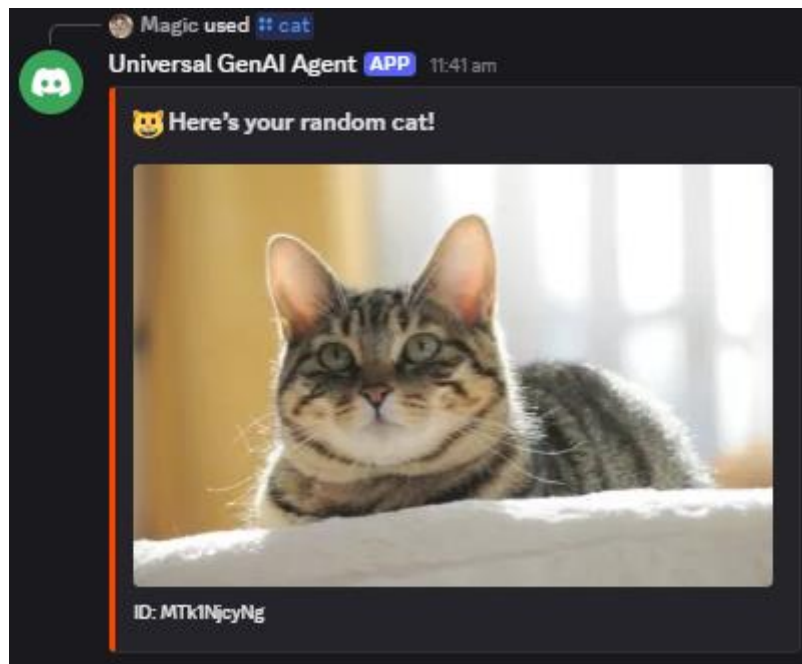 Magic used cat
Universal GenAI Agent APP 11:41 am
😺 Here's your random cat!
ID: MTk1NjcyNg